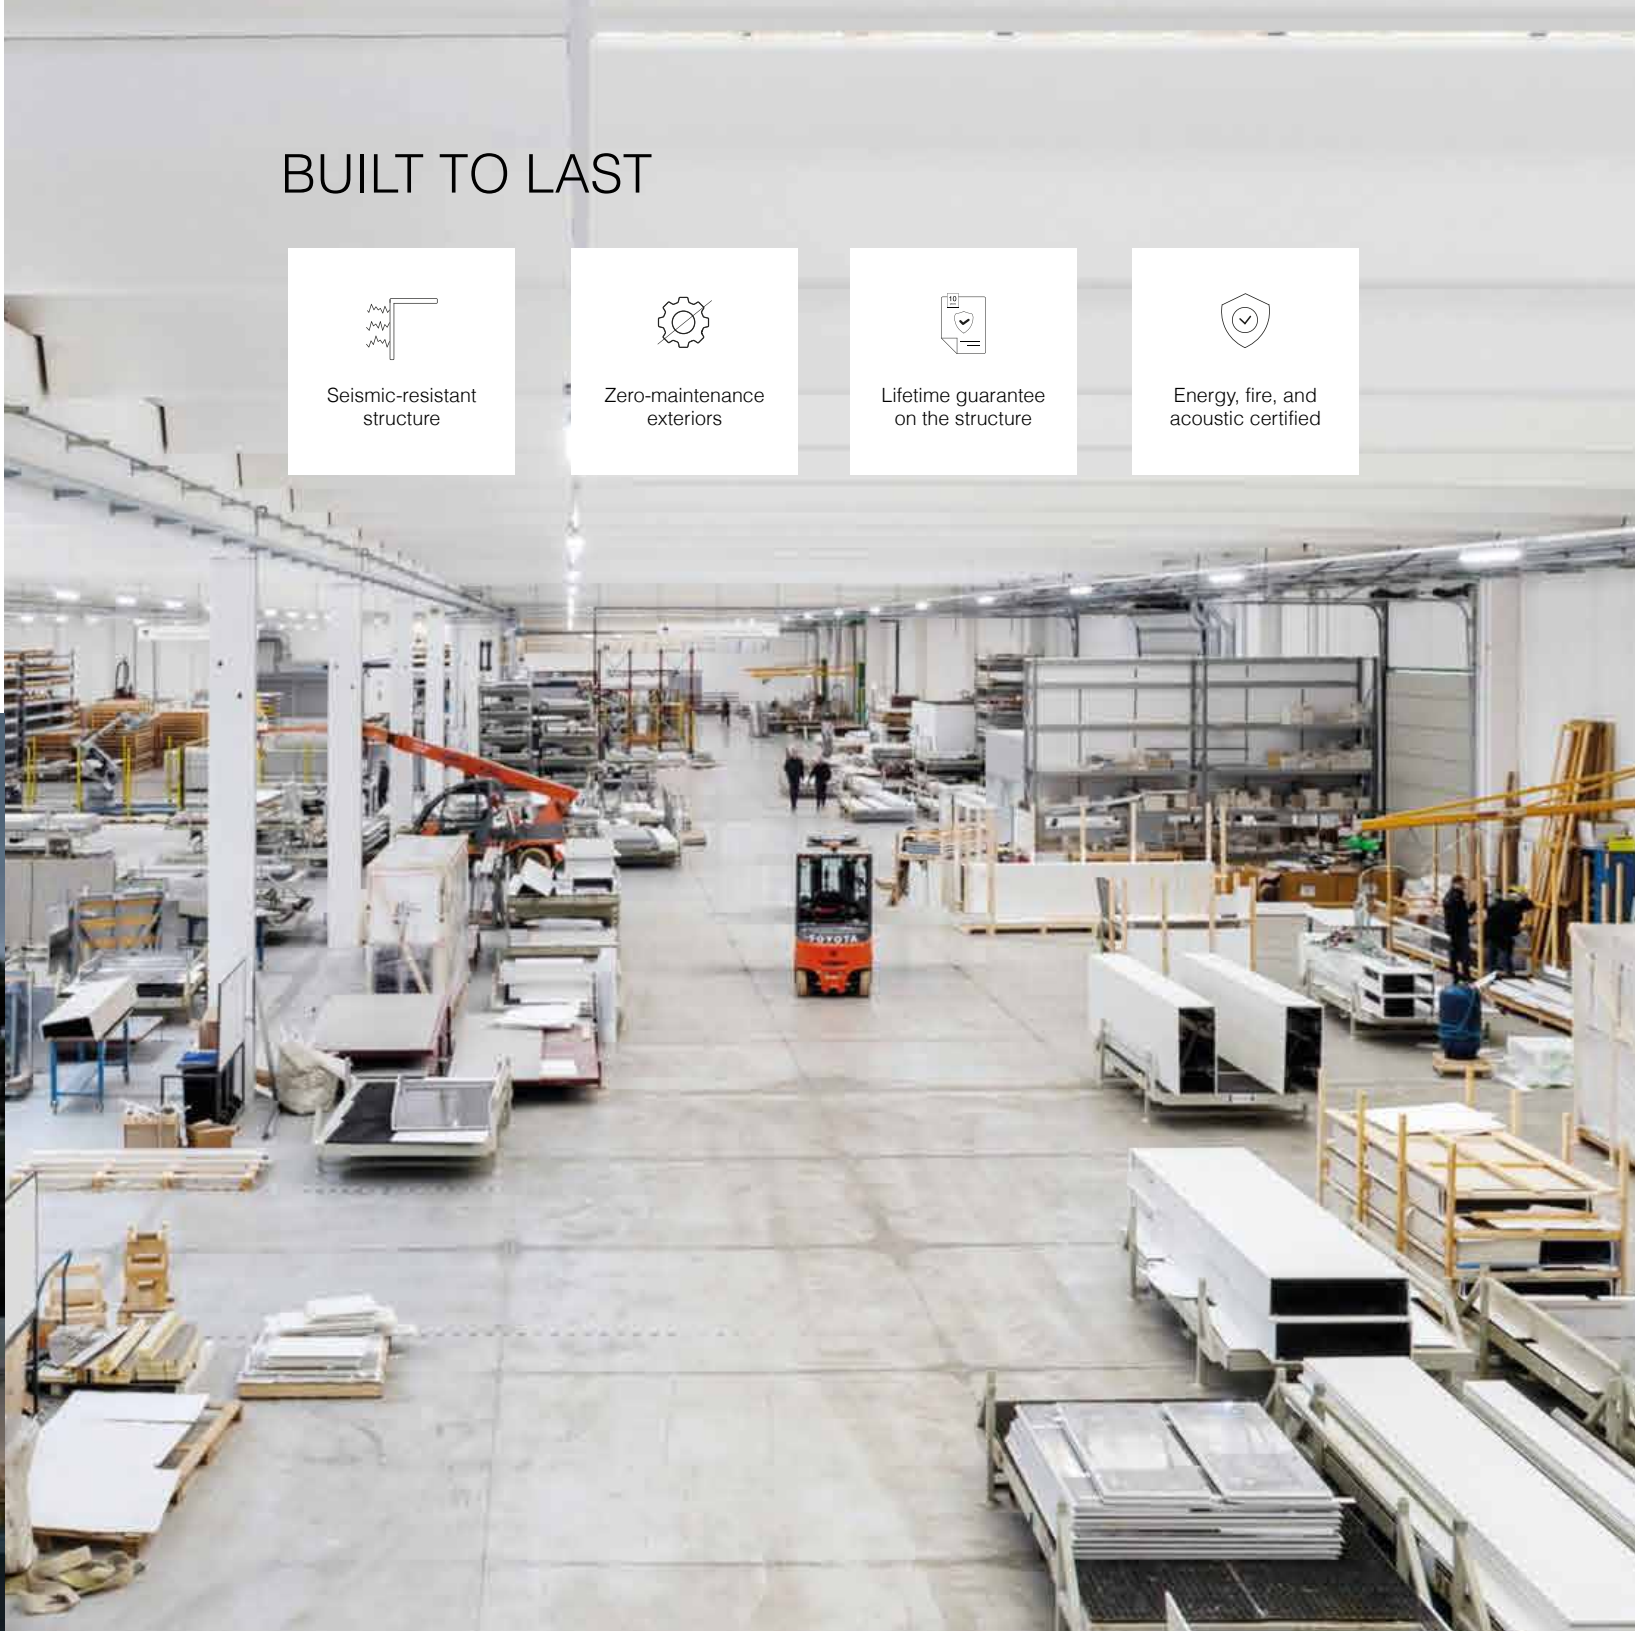 BUILT TO LAST
Seismic-resistant
structure
Zero-maintenance
exteriors
10
Lifetime guarantee
on the structure
Energy, fire, and
acoustic certified
TOYOTA